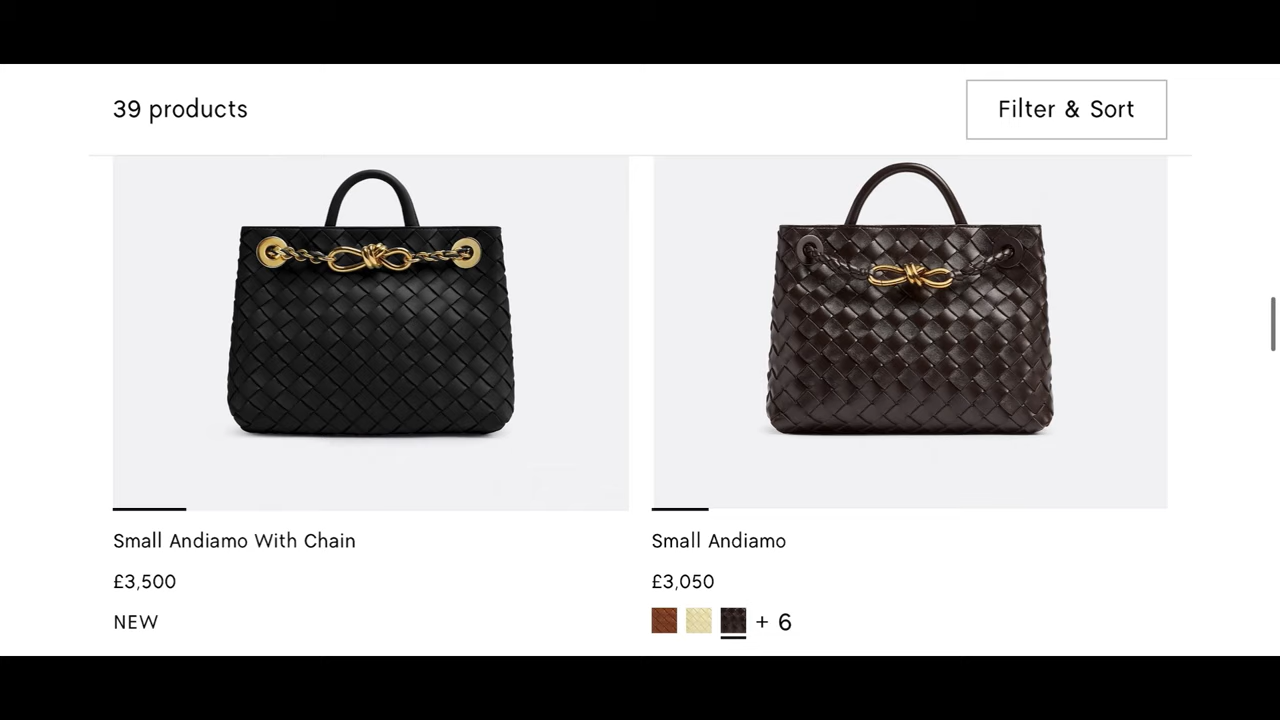 39 products
Filter & Sort
Small Andiamo With Chain
£3,500
NEW
Small Andiamo
£3,050
+ 6